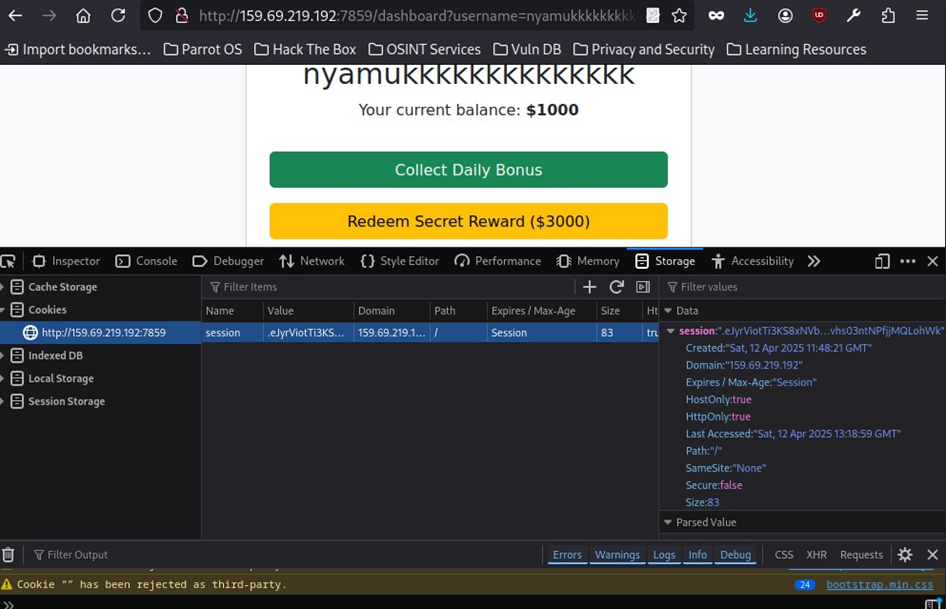 http://159.69.219.192:7859/dashboard?username=nyamukkkkkkkkk
Import bookmarks… Parrot OS Hack The Box OSINT Services Vuln DB Privacy and Security Learning Resources
nyamukkkkkkkkkkkkkk
Your current balance: $1000
Collect Daily Bonus
Redeem Secret Reward ($3000)
Inspector Console Debugger Network Style Editor Performance Memory Storage Accessibility
Cache Storage
Cookies
http://159.69.219.192:7859
Indexed DB
Local Storage
Session Storage
Filter Items
Name Value Domain Path Expires / Max-Age Size Ht
session .eJyrViotTi3KS... 159.69.219.1... / Session 83 tru
Filter values
Data
session:".eJyrViotTi3KS8xNVb...vhs03ntNPfjjMQLohWk"
Created:"Sat, 12 Apr 2025 11:48:21 GMT"
Domain:"159.69.219.192"
Expires / Max-Age:"Session"
HostOnly:true
HttpOnly:true
Last Accessed:"Sat, 12 Apr 2025 13:18:59 GMT"
Path:"/"
SameSite:"None"
Secure:false
Size:83
Parsed Value
Filter Output Errors Warnings Logs Info Debug CSS XHR Requests
Cookie “” has been rejected as third-party. 24 bootstrap.min.css